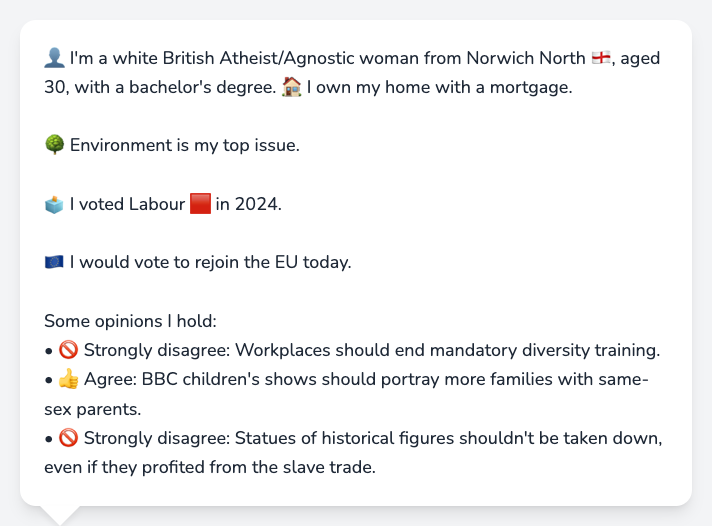 👤 I'm a white British Atheist/Agnostic woman from Norwich North 🏴󠁧󠁢󠁥󠁮󠁧󠁿, aged
30, with a bachelor's degree. 🏠 I own my home with a mortgage.
🌳 Environment is my top issue.
🗳️ I voted Labour 🟥 in 2024.
🇪🇺 I would vote to rejoin the EU today.
Some opinions I hold:
• 🚫 Strongly disagree: Workplaces should end mandatory diversity training.
• 👍 Agree: BBC children's shows should portray more families with same-
sex parents.
• 🚫 Strongly disagree: Statues of historical figures shouldn't be taken down,
even if they profited from the slave trade.